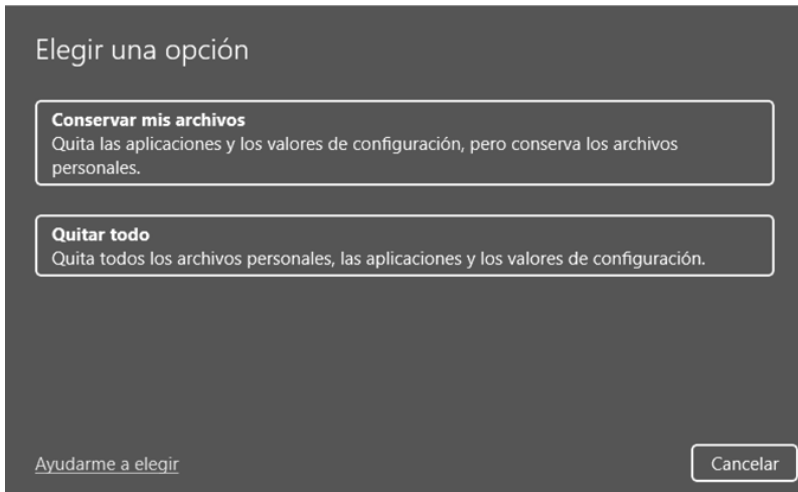 Elegir una opción
Conservar mis archivos
Quita las aplicaciones y los valores de configuración, pero conserva los archivos
personales.
Quitar todo
Quita todos los archivos personales, las aplicaciones y los valores de configuración.
Ayudarme a elegir
Cancelar